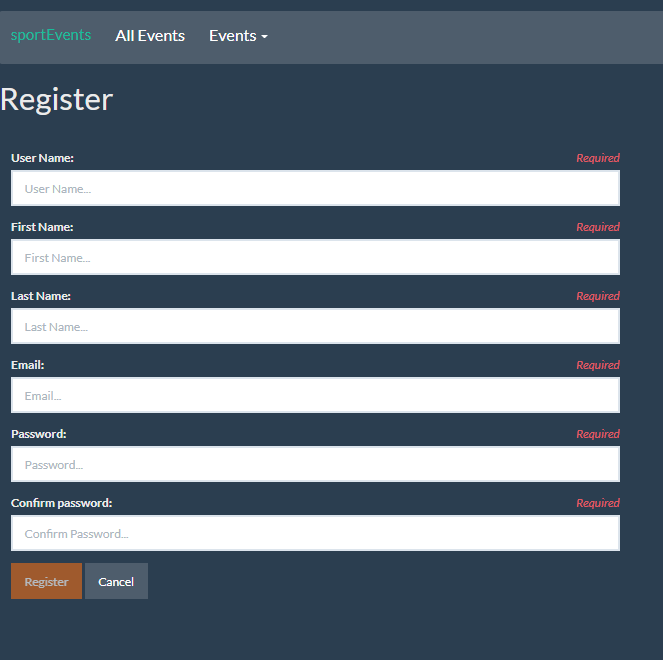 sportEvents All Events Events
Register
User Name: Required
User Name...
First Name: Required
First Name...
Last Name: Required
Last Name...
Email: Required
Email...
Password: Required
Password...
Confirm password: Required
Confirm Password...
Register Cancel